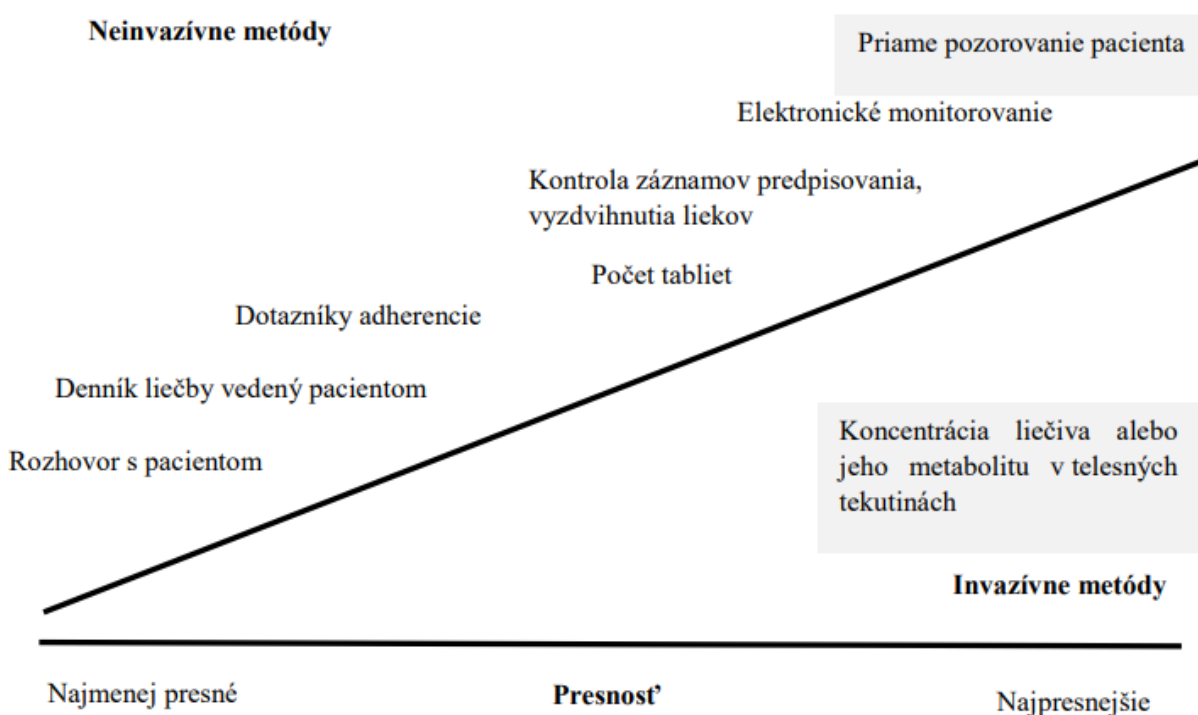 Neinvazívne metódy
Priame pozorovanie pacienta
Elektronické monitorovanie
Kontrola záznamov predpisovania,
vyzdvihnutia liekov
Počet tabliet
Dotazníky adherencie
Denník liečby vedený pacientom
Rozhovor s pacientom
Koncentrácia liečiva alebo
jeho metabolitu v telesných
tekutinách
Invazívne metódy
Najmenej presné
Presnosť
Najpresnejšie